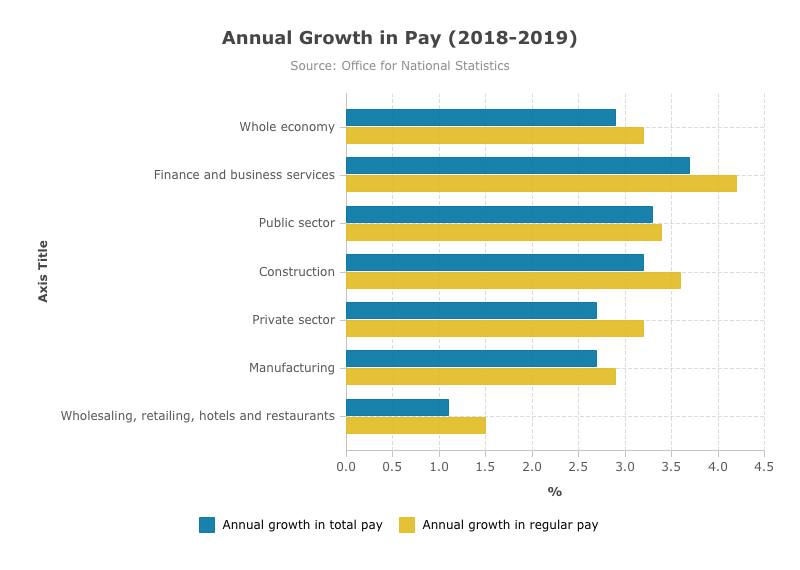 Annual Growth in Pay (2018-2019)
Source: Office for National Statistics
Axis Title
Whole economy
Finance and business services
Public sector
Construction
Private sector
Manufacturing
Wholesaling, retailing, hotels and restaurants
0.0 0.5 1.0 1.5 2.0 2.5 3.0 3.5 4.0 4.5
%
Annual growth in total pay Annual growth in regular pay